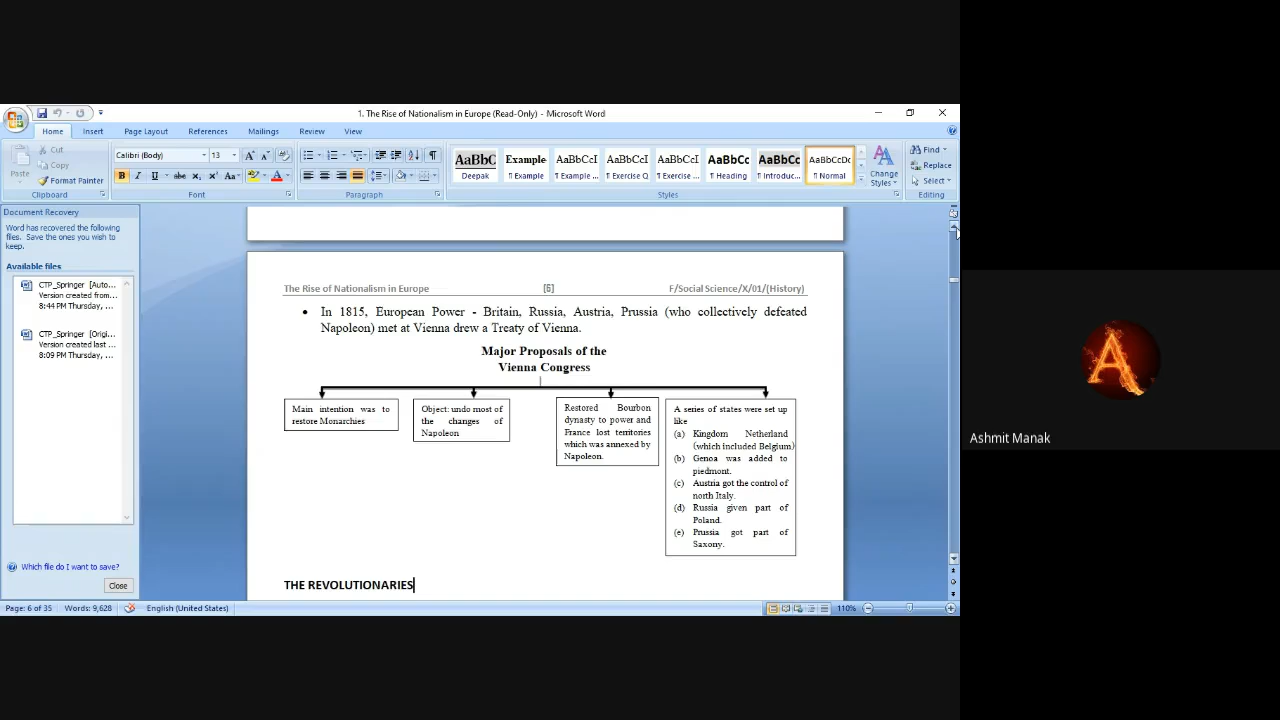 1. The Rise of Nationalism in Europe (Read-Only) - Microsoft Word
Home Insert Page Layout References Mailings Review View
Paste
Cut
Copy
Format Painter
Clipboard
Calibri (Body) 13
Font
Paragraph
AaBbC Example AaBbCcI AaBbCcI AaBbCcI AaBbCc AaBbCc AaBbCcDc
Deepak ¶ Example Example ... Exercise Q Exercise ... ¶ Heading ¶ Introduc... ¶ Normal
Change
Styles
Styles
Find
Replace
Select
Editing
Document Recovery
Word has recovered the following
files. Save the ones you wish to
keep.
Available files
CTP_Springer [Auto...
Version created from...
8:44 PM Thursday, ...
CTP_Springer [Origi...
Version created last ...
8:09 PM Thursday, ...
Which file do I want to save?
Close
The Rise of Nationalism in Europe [6] F/Social Science/X/01/(History)
• In 1815, European Power - Britain, Russia, Austria, Prussia (who collectively defeated
Napoleon) met at Vienna drew a Treaty of Vienna.
Major Proposals of the
Vienna Congress
Main intention was to
restore Monarchies
Object: undo most of
the changes of
Napoleon
Restored Bourbon
dynasty to power and
France lost territories
which was annexed by
Napoleon.
A series of states were set up
like
(a) Kingdom Netherland
(which included Belgium)
(b) Genoa was added to
piedmont.
(c) Austria got the control of
north Italy.
(d) Russia given part of
Poland.
(e) Prussia got part of
Saxony.
THE REVOLUTIONARIES
Page: 6 of 35 Words: 9,628 English (United States) 110%
A
Ashmit Manak